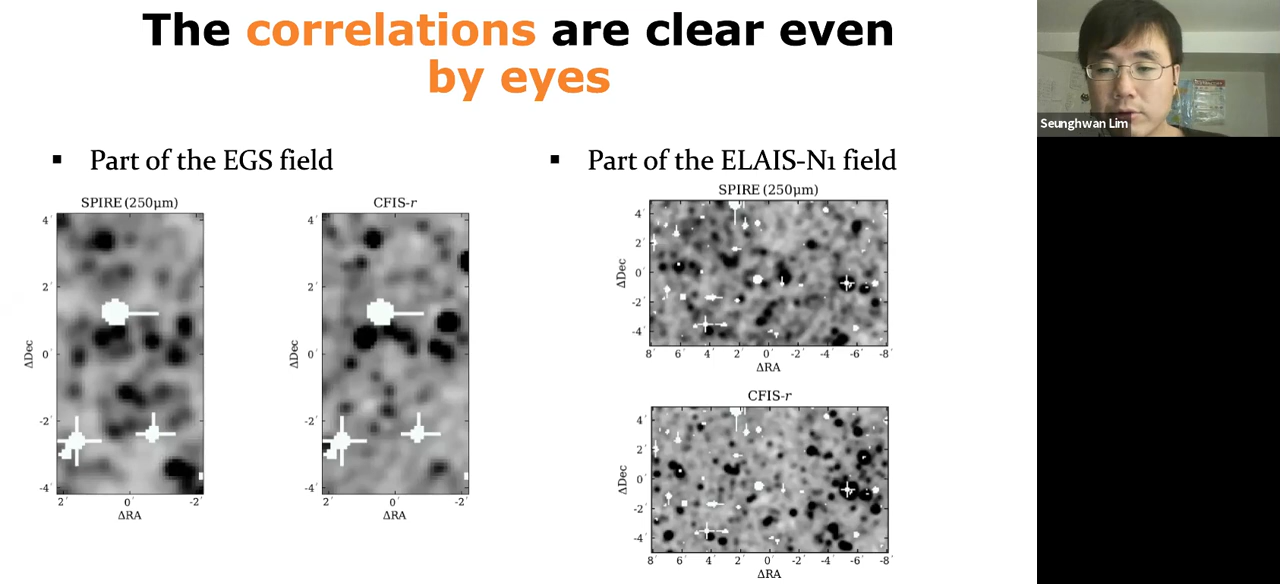 The correlations are clear even
by eyes
▪ Part of the EGS field
SPIRE (250μm)
4′
2′
0′
-2′
-4′
ΔDec
2′ 0′ -2′
ΔRA
CFIS-r
4′
2′
0′
-2′
-4′
ΔDec
2′ 0′ -2′
ΔRA
▪ Part of the ELAIS-N1 field
SPIRE (250μm)
4′
2′
0′
-2′
-4′
ΔDec
8′ 6′ 4′ 2′ 0′ -2′ -4′ -6′ -8′
ΔRA
CFIS-r
4′
2′
0′
-2′
-4′
ΔDec
8′ 6′ 4′ 2′ 0′ -2′ -4′ -6′ -8′
ΔRA
Seunghwan Lim